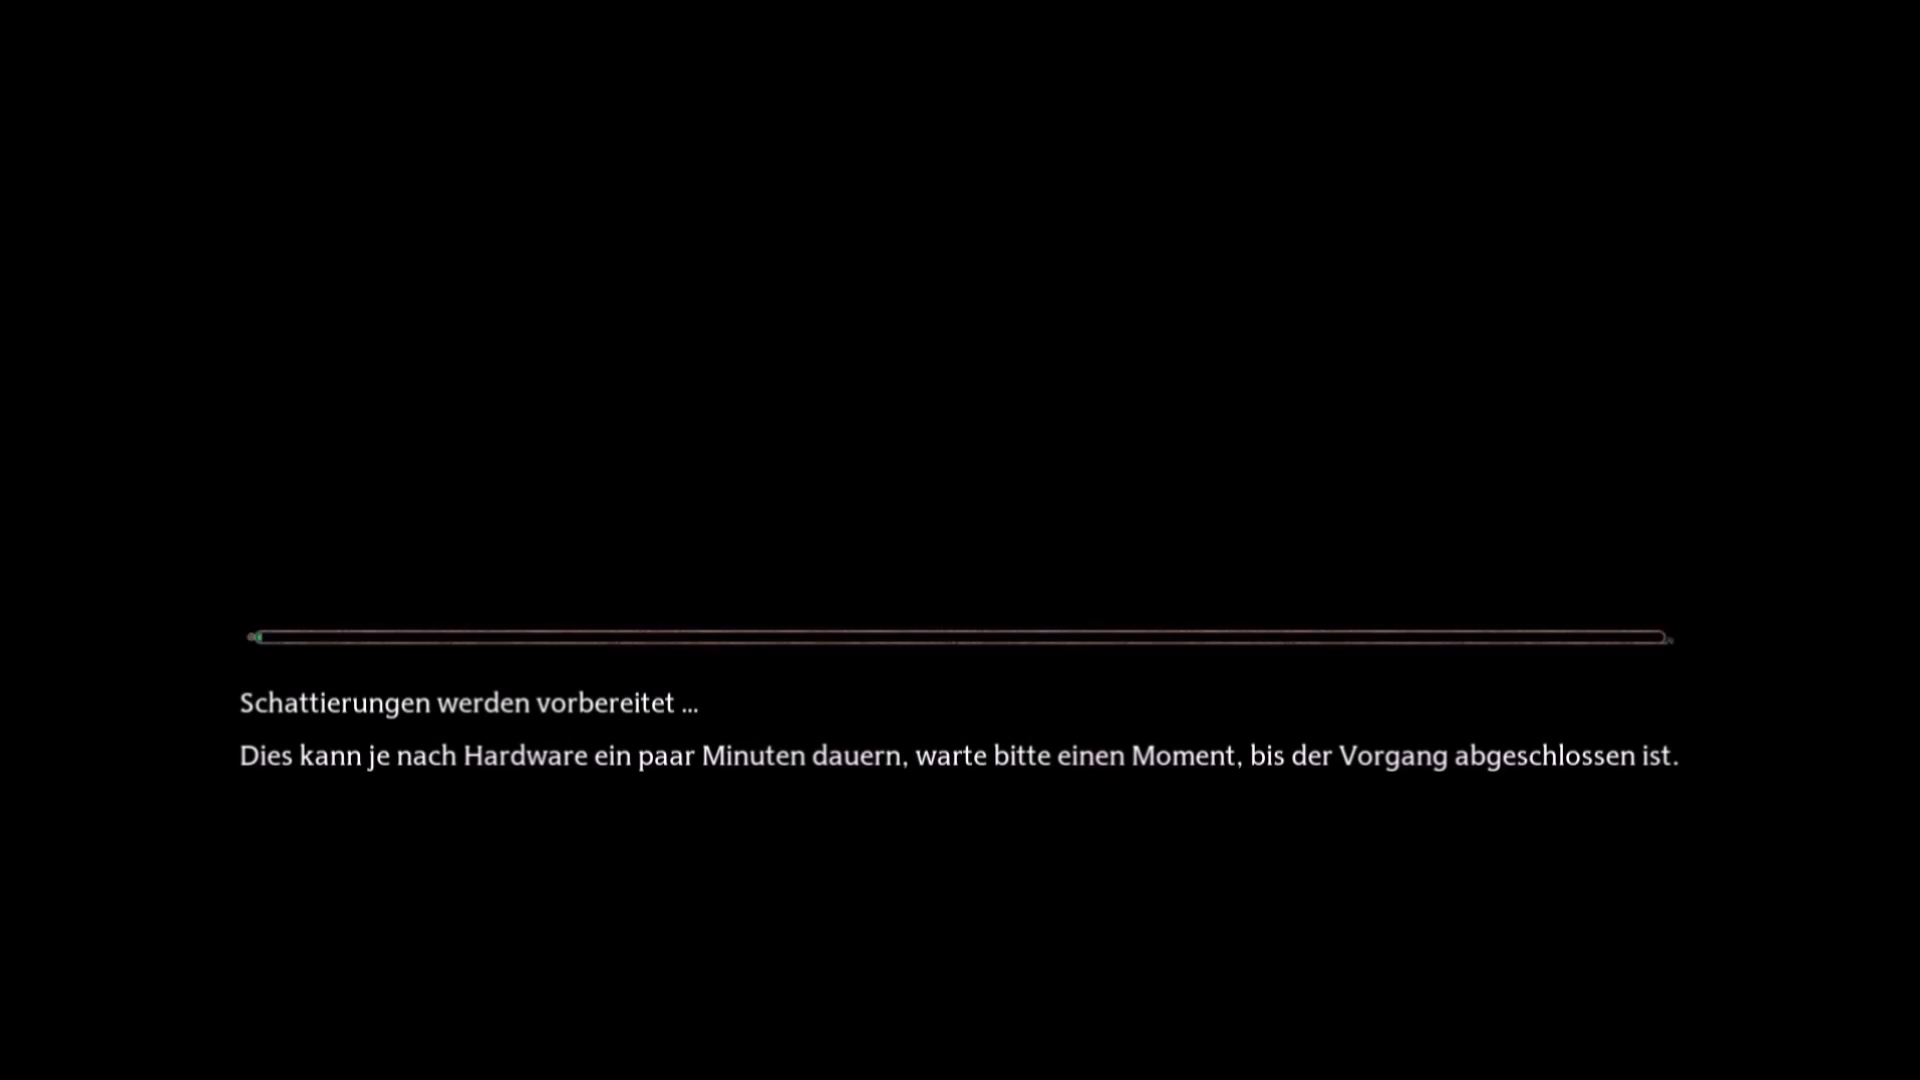 Schattierungen werden vorbereitet ...
Dies kann je nach Hardware ein paar Minuten dauern, warte bitte einen Moment, bis der Vorgang abgeschlossen ist.